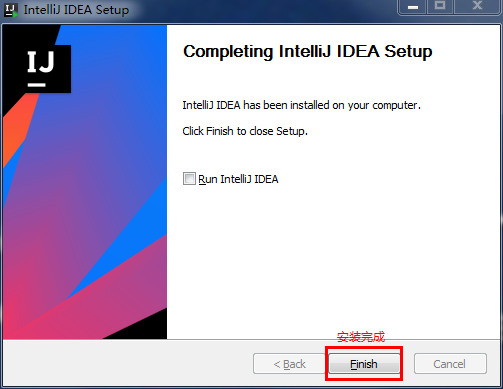 IntelliJ IDEA Setup
IJ
Completing IntelliJ IDEA Setup
IntelliJ IDEA has been installed on your computer.
Click Finish to close Setup.
Run IntelliJ IDEA
安装完成
< Back
Finish
Cancel